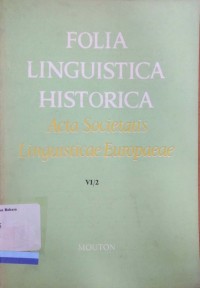 FOLIA
LINGUISTICA
HISTORICA
Acta Societatis
Linguisticae Europaeae
VI/2
MOUTON